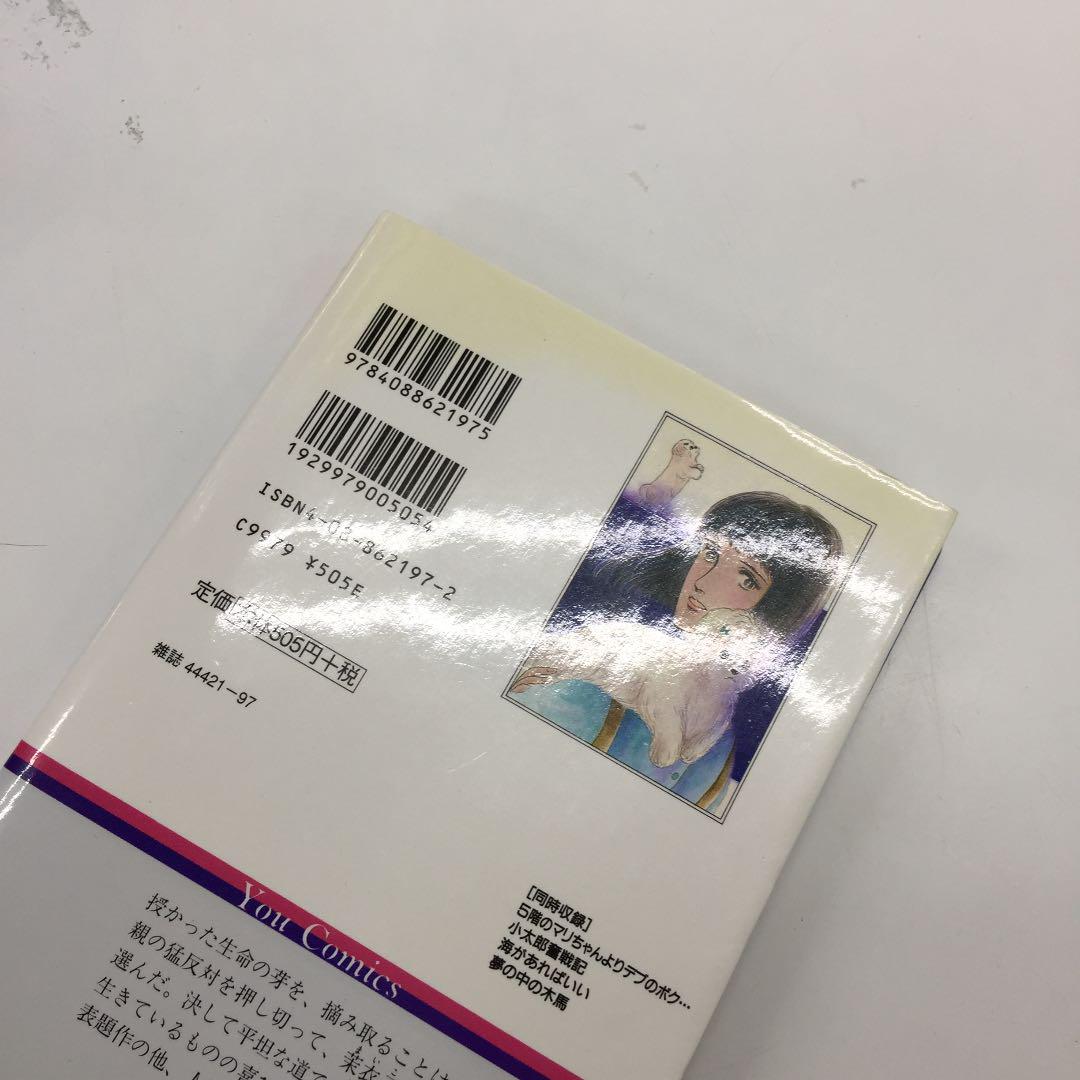 9784088621975
1929979005054
ISBN4-08-862197-2
C9979 ¥505E
定価 本体505円+税
雑誌 44421-97
[同時収録]
5階のマリちゃんよりデブのボク…
小太郎奮戦記
海があればいい
夢の中の木馬
You Comics
授かった生命の芽を、摘み取ることは
親の猛反対を押し切って、茉衣
選んだ。決して平坦な道で
生きているものの
表題作の他、